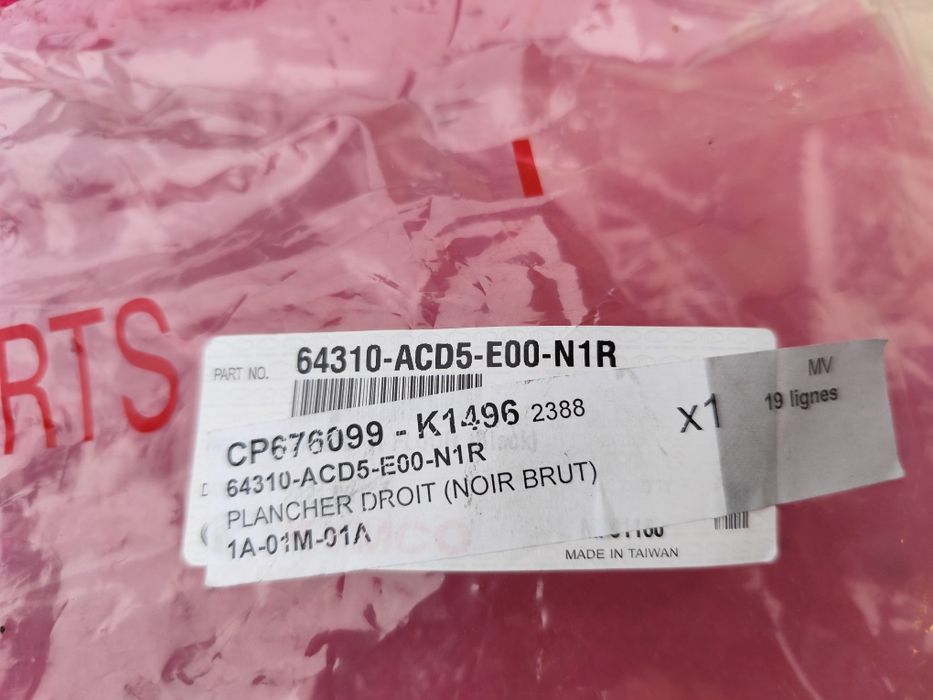 RTS
PART NO. 64310-ACD5-E00-N1R
MV
CP676099 - K1496 2388 x1 19 lignes
64310-ACD5-E00-N1R
PLANCHER DROIT (NOIR BRUT)
1A-01M-01A
MADE IN TAIWAN